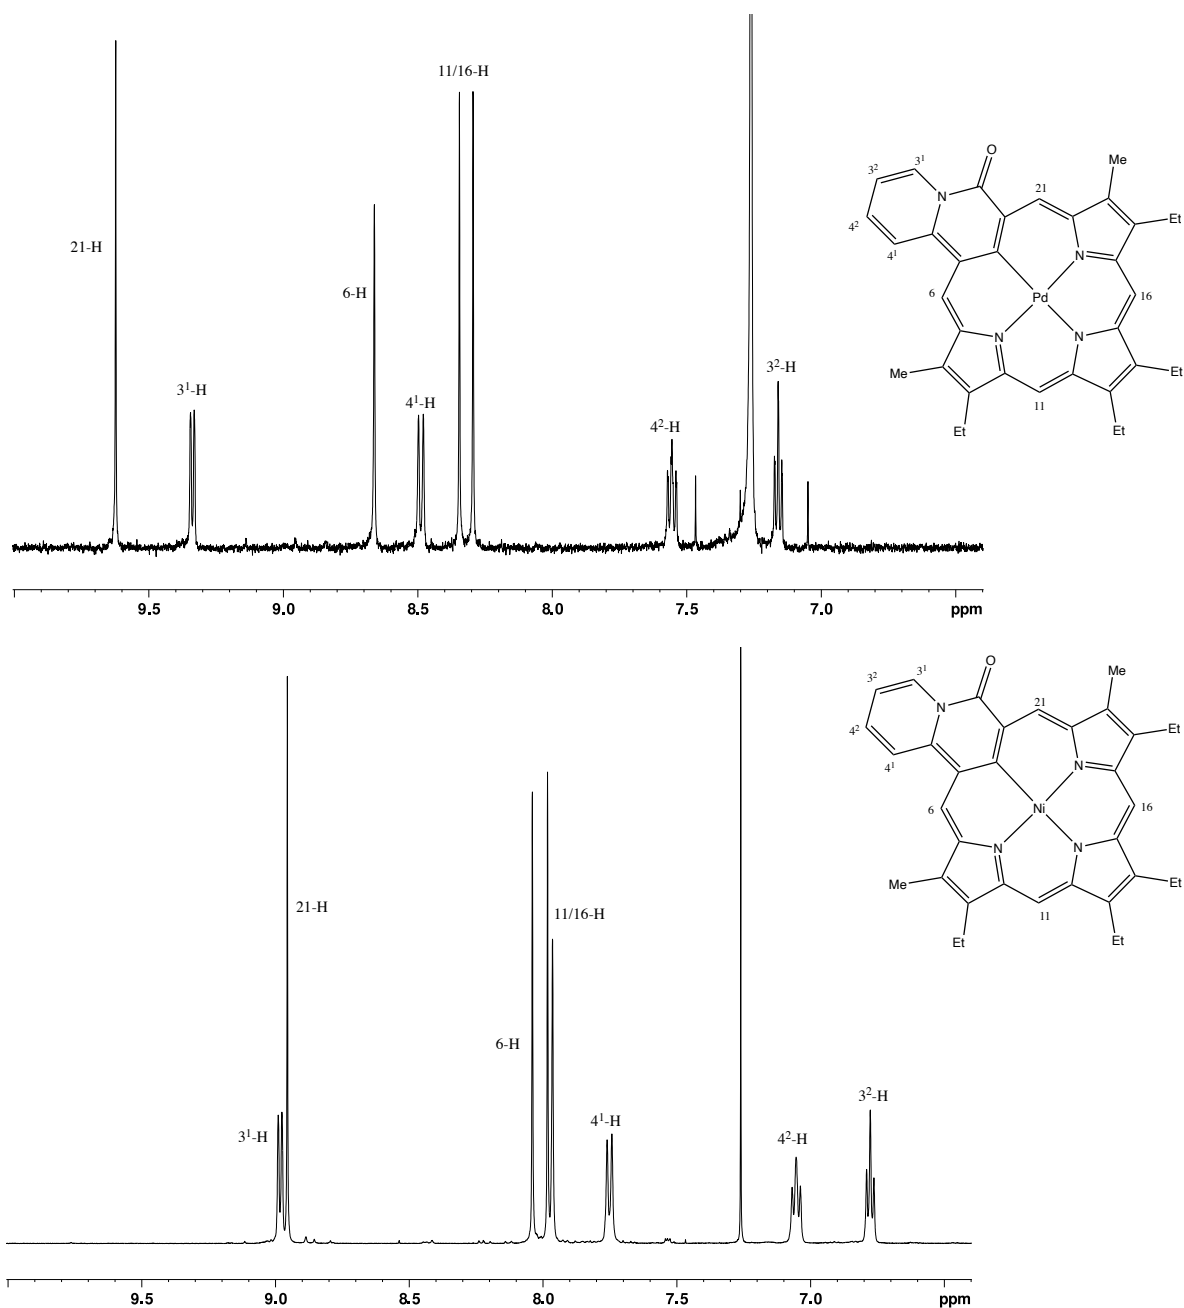 11/16-H
21-H
6-H
3¹-H
4¹-H
4²-H
3²-H
O
3²
3¹
4²
4¹
N
21
Me
Et
6
N
Pd
16
N
N
Me
Et
11
Et
Et
9.5 9.0 8.5 8.0 7.5 7.0 ppm
O
3²
3¹
4²
4¹
N
21
Me
Et
6
N
Ni
16
N
N
Me
Et
11
Et
Et
21-H
11/16-H
6-H
3¹-H
4¹-H
4²-H
3²-H
9.5 9.0 8.5 8.0 7.5 7.0 ppm